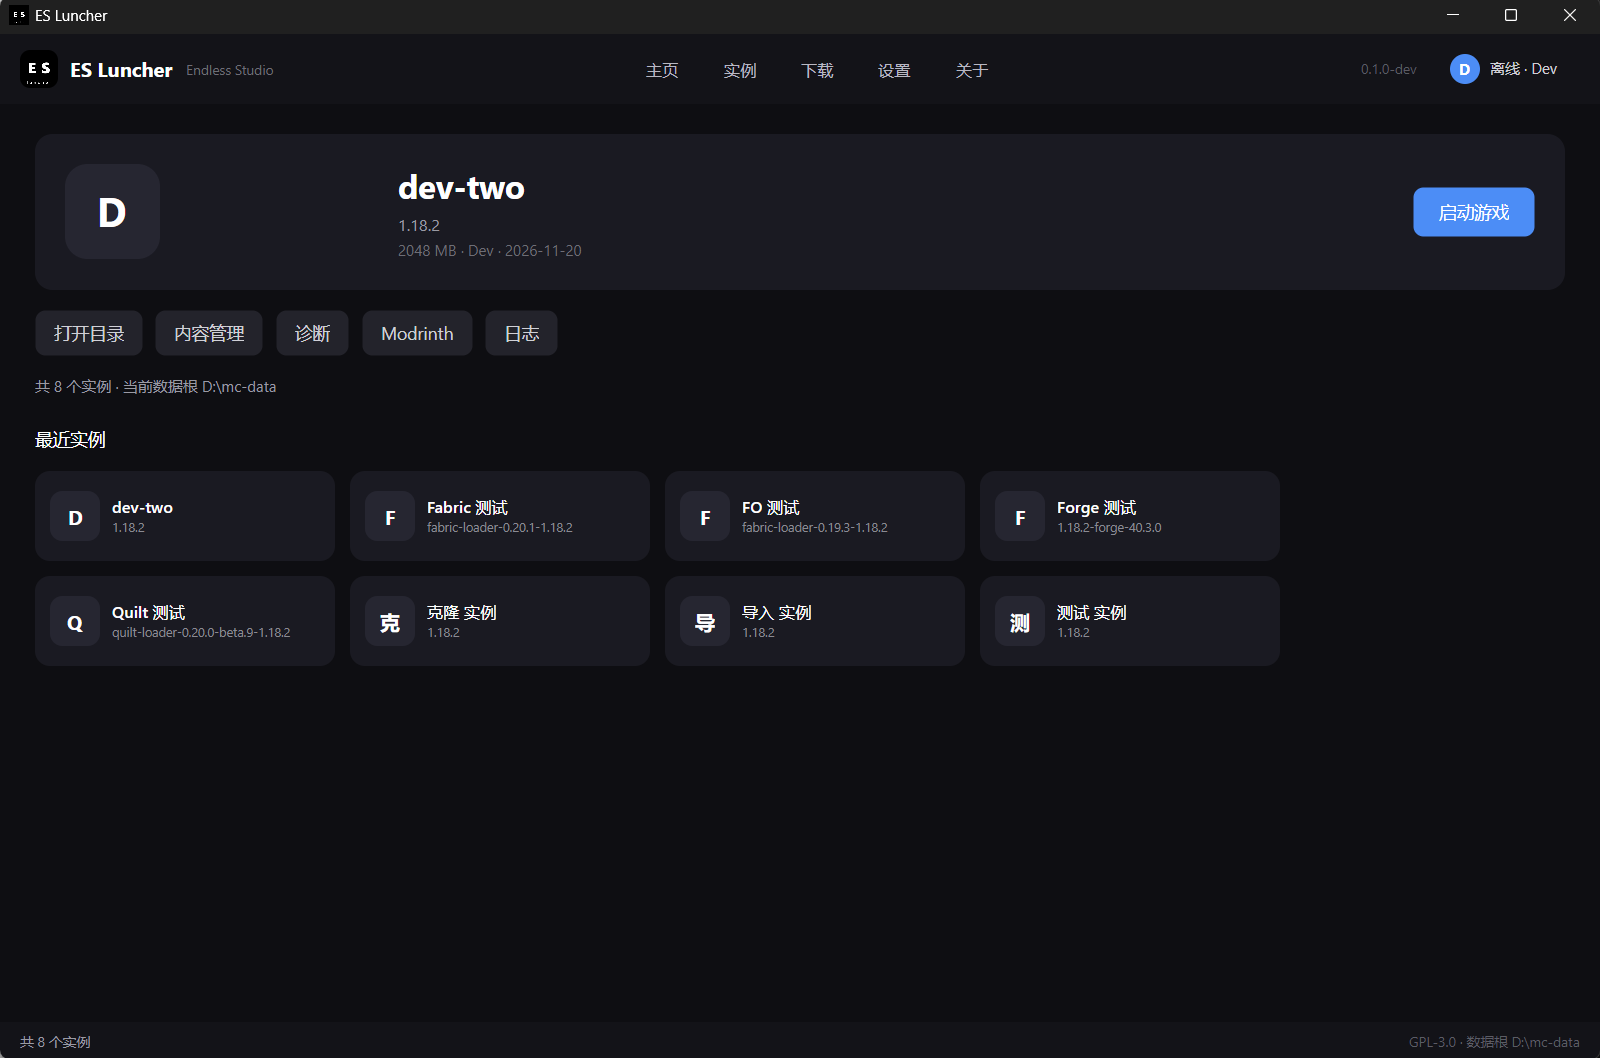 ES Luncher
ES
ES Luncher Endless Studio 主页 实例 下载 设置 关于 0.1.0-dev D 离线 · Dev
D
dev-two
1.18.2
2048 MB · Dev · 2026-11-20
启动游戏
打开目录 内容管理 诊断 Modrinth 日志
共 8 个实例 · 当前数据根 D:\mc-data
最近实例
D
dev-two
1.18.2
F
Fabric 测试
fabric-loader-0.20.1-1.18.2
F
FO 测试
fabric-loader-0.19.3-1.18.2
F
Forge 测试
1.18.2-forge-40.3.0
Q
Quilt 测试
quilt-loader-0.20.0-beta.9-1.18.2
克
克隆 实例
1.18.2
导
导入 实例
1.18.2
测
测试 实例
1.18.2
共 8 个实例 GPL-3.0 · 数据根 D:\mc-data